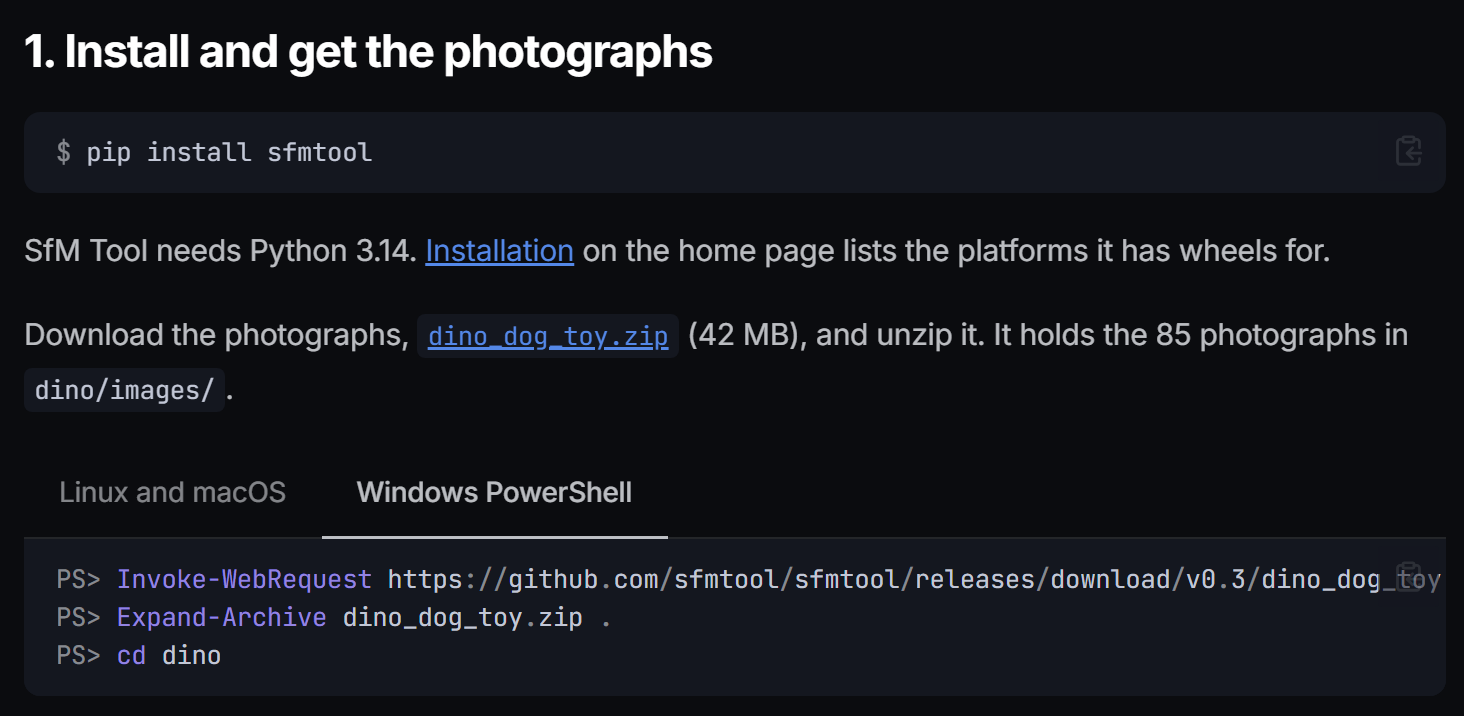 1. Install and get the photographs
$ pip install sfmtool
SfM Tool needs Python 3.14. Installation on the home page lists the platforms it has wheels for.
Download the photographs, dino_dog_toy.zip (42 MB), and unzip it. It holds the 85 photographs in
dino/images/.
Linux and macOS Windows PowerShell
PS> Invoke-WebRequest https://github.com/sfmtool/sfmtool/releases/download/v0.3/dino_dog_toy
PS> Expand-Archive dino_dog_toy.zip .
PS> cd dino